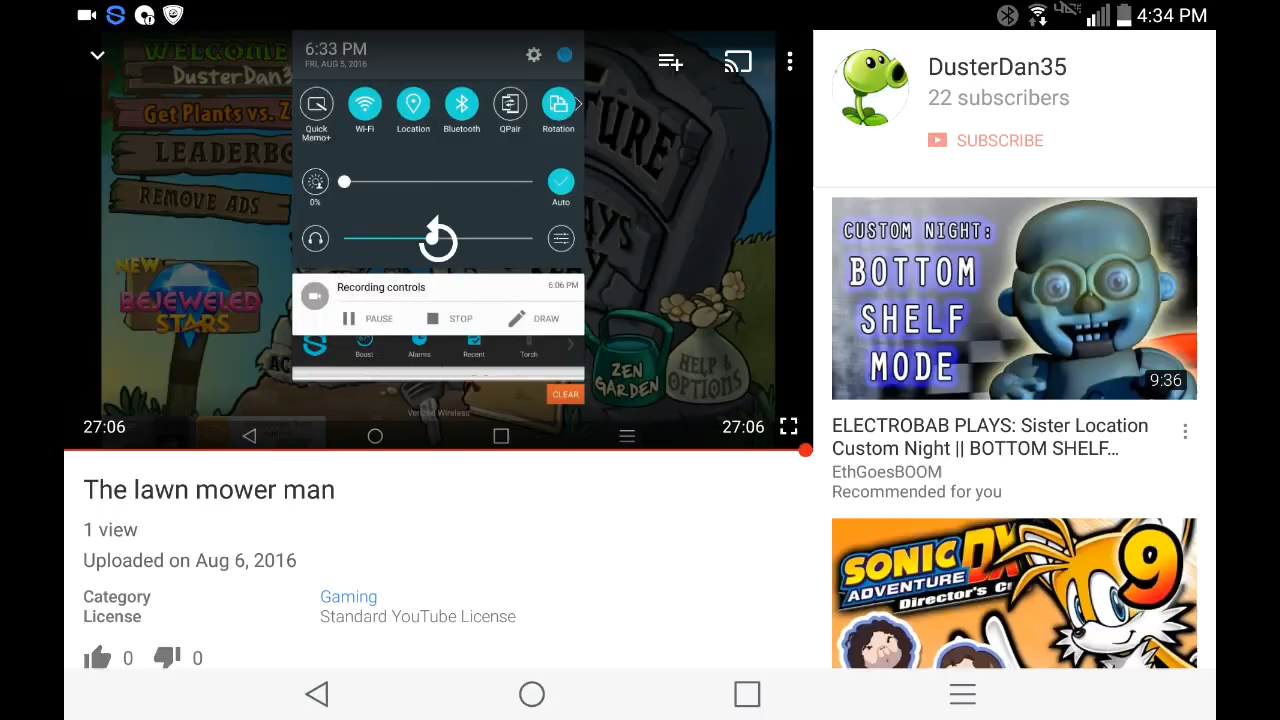 4:34 PM
WELCOME
DusterDan3
Get Plants vs. Z
LEADERBO
REMOVE ADS
NEW
BEJEWELED
STARS
6:33 PM
FRI, AUG 5, 2016
Quick Memo+
Wi-Fi
Location
Bluetooth
QPair
Rotation
0%
Auto
Recording controls
6:06 PM
PAUSE
STOP
DRAW
Boost
Alarms
Recent
Torch
CLEAR
Verizon Wireless
ZEN
GARDEN
HELP &
OPTIONS
27:06
27:06
The lawn mower man
1 view
Uploaded on Aug 6, 2016
Category Gaming
License Standard YouTube License
0 0
DusterDan35
22 subscribers
SUBSCRIBE
CUSTOM NIGHT:
BOTTOM
SHELF
MODE
9:36
ELECTROBAB PLAYS: Sister Location
Custom Night || BOTTOM SHELF...
EthGoesBOOM
Recommended for you
SONIC
ADVENTURE DX
Director's C
9